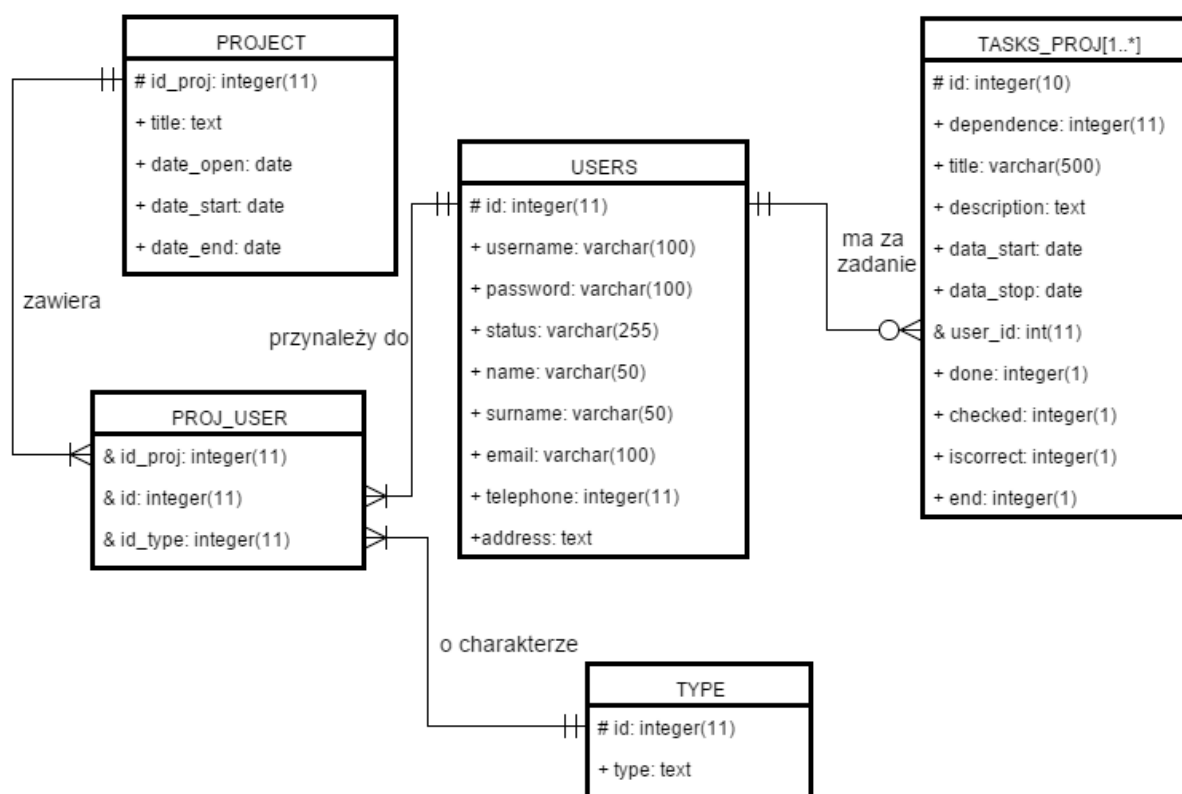 PROJECT
# id_proj: integer(11)
+ title: text
+ date_open: date
+ date_start: date
+ date_end: date
zawiera
PROJ_USER
& id_proj: integer(11)
& id: integer(11)
& id_type: integer(11)
przynależy do
USERS
# id: integer(11)
+ username: varchar(100)
+ password: varchar(100)
+ status: varchar(255)
+ name: varchar(50)
+ surname: varchar(50)
+ email: varchar(100)
+ telephone: integer(11)
+address: text
o charakterze
TYPE
# id: integer(11)
+ type: text
ma za
zadanie
TASKS_PROJ[1..*]
# id: integer(10)
+ dependence: integer(11)
+ title: varchar(500)
+ description: text
+ data_start: date
+ data_stop: date
& user_id: int(11)
+ done: integer(1)
+ checked: integer(1)
+ iscorrect: integer(1)
+ end: integer(1)